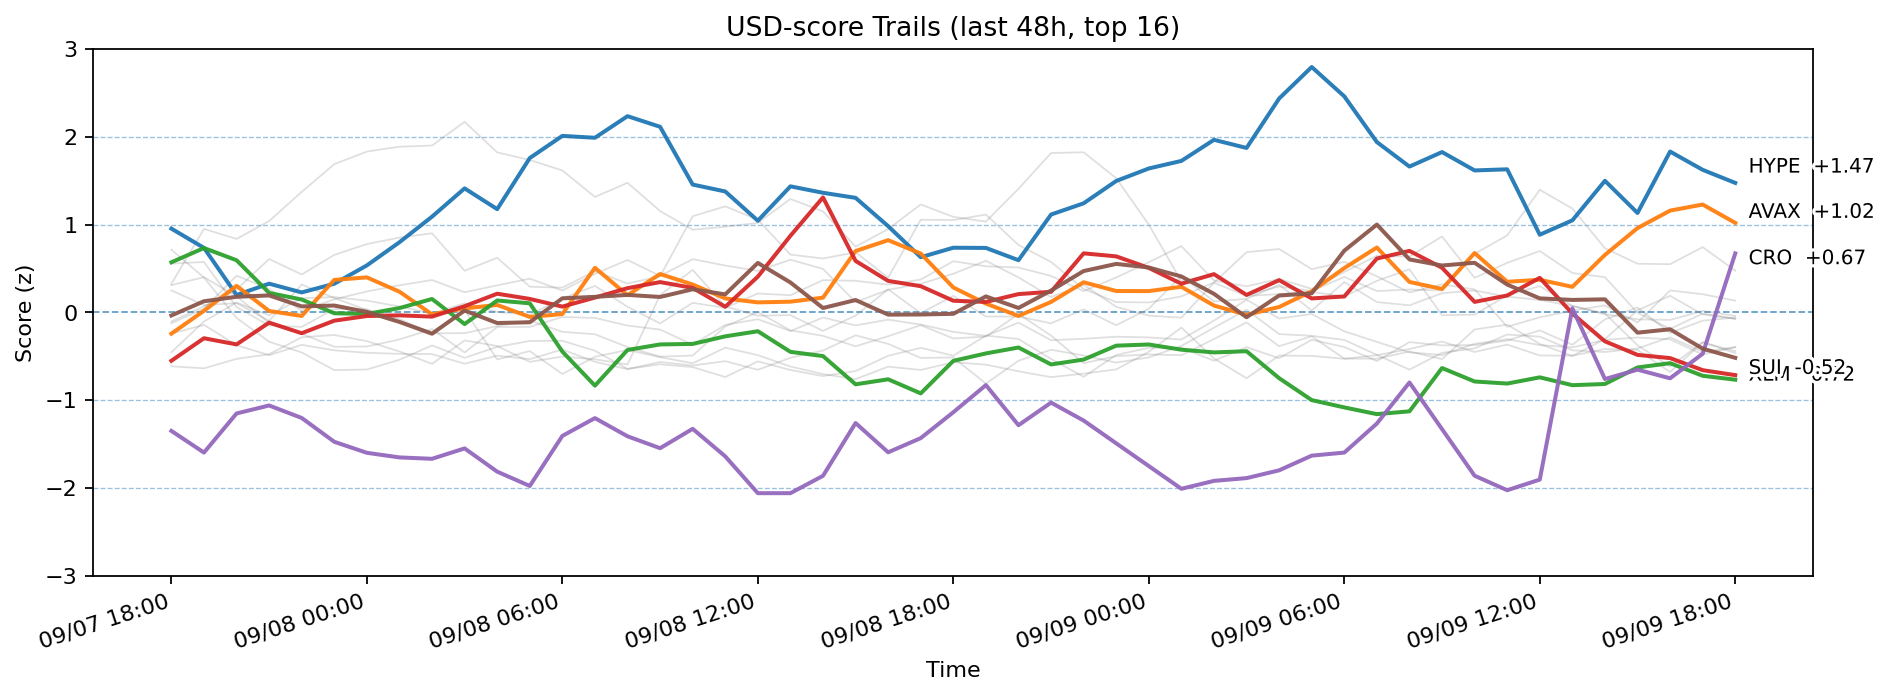 USD-score Trails (last 48h, top 16)
3
2
1
0
−1
−2
−3
Score (z)
HYPE +1.47
AVAX +1.02
CRO +0.67
SUI -0.52
09/07 18:00
09/08 00:00
09/08 06:00
09/08 12:00
09/08 18:00
09/09 00:00
09/09 06:00
09/09 12:00
09/09 18:00
Time